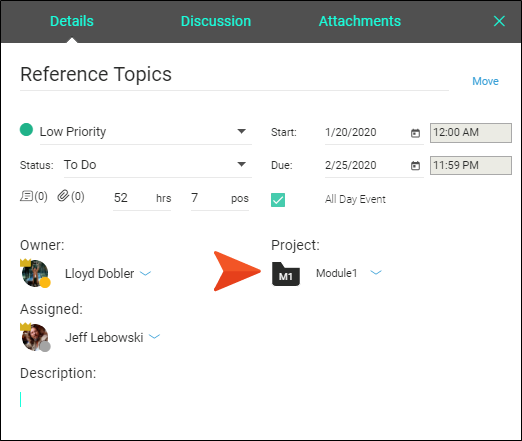 Details Discussion Attachments
Reference Topics Move
Low Priority Start: 1/20/2020 12:00 AM
Status: To Do Due: 2/25/2020 11:59 PM
(0) (0) 52 hrs 7 pos All Day Event
Owner: Project:
Lloyd Dobler M1 Module1
Assigned:
Jeff Lebowski
Description: